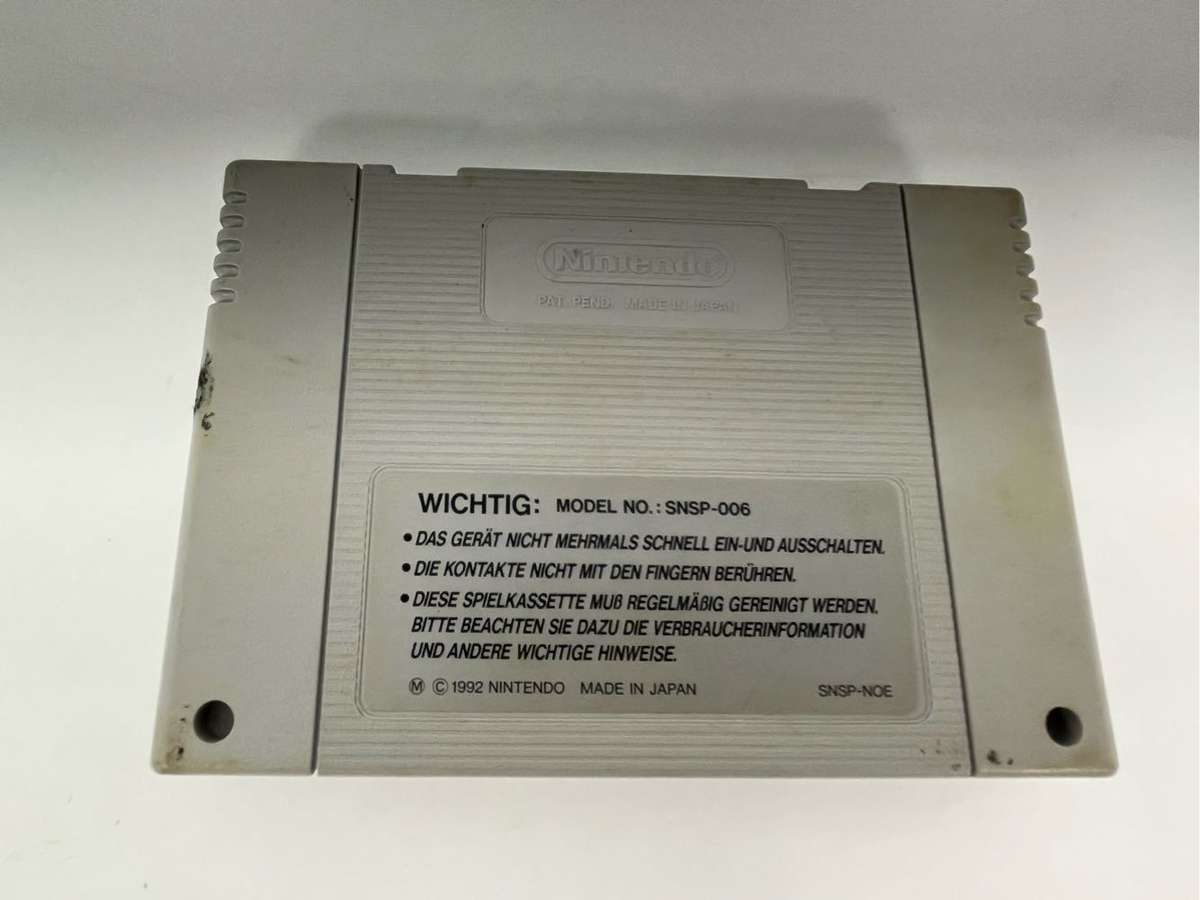 Nintendo®
PAT. PEND. MADE IN JAPAN
WICHTIG: MODEL NO.: SNSP-006
• DAS GERÄT NICHT MEHRMALS SCHNELL EIN-UND AUSSCHALTEN.
• DIE KONTAKTE NICHT MIT DEN FINGERN BERÜHREN.
• DIESE SPIELKASSETTE MUß REGELMÄßIG GEREINIGT WERDEN.
BITTE BEACHTEN SIE DAZU DIE VERBRAUCHERINFORMATION
UND ANDERE WICHTIGE HINWEISE.
Ⓜ © 1992 NINTENDO MADE IN JAPAN SNSP-NOE